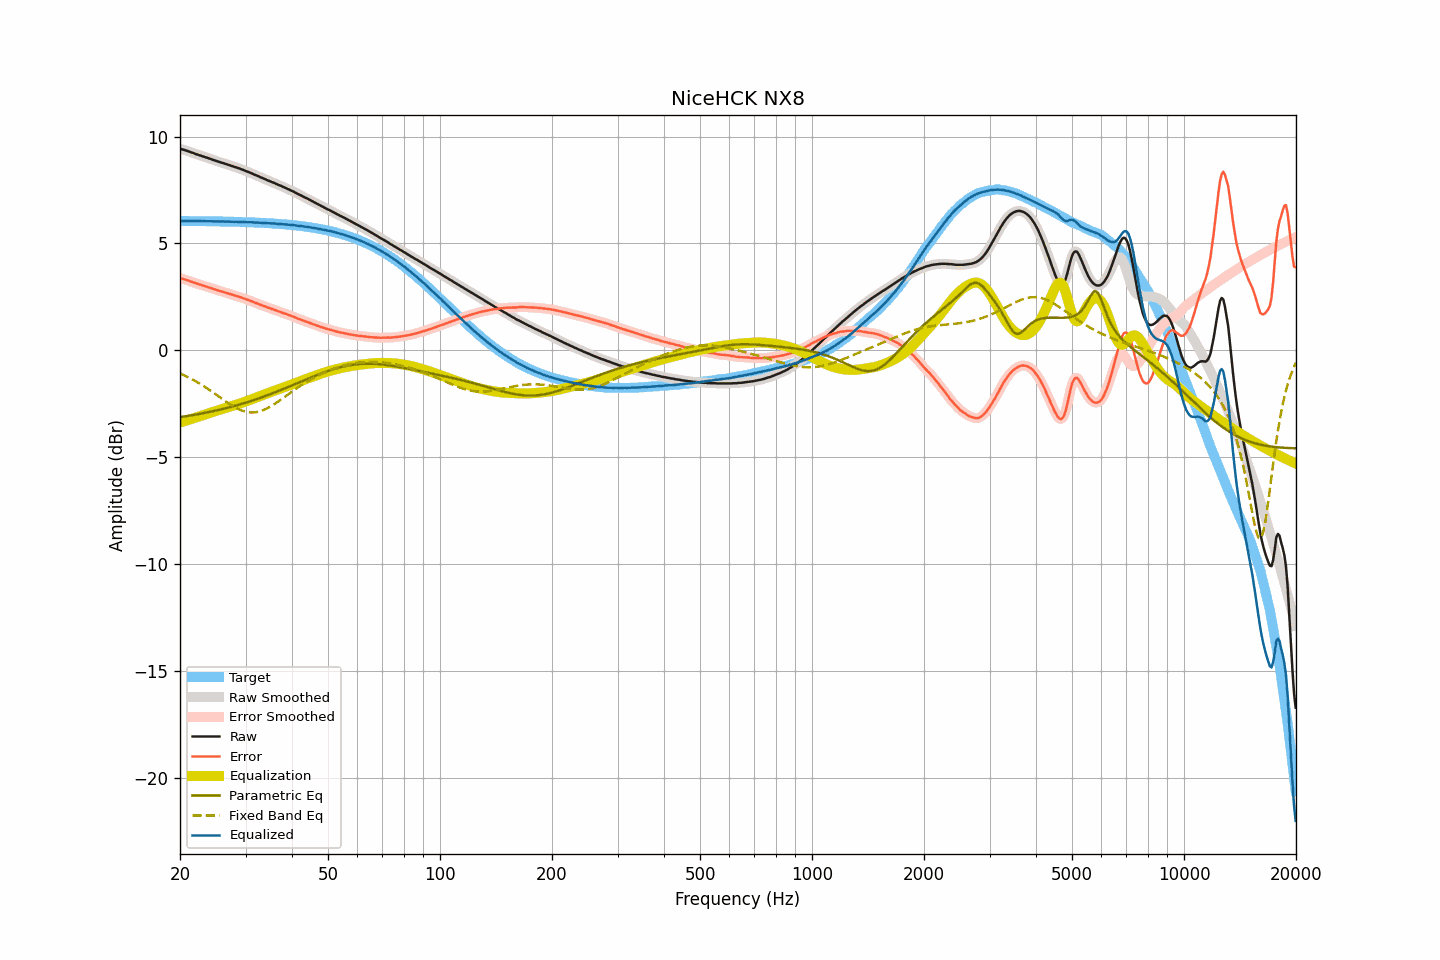 NiceHCK NX8
10
5
0
−5
−10
−15
−20
Amplitude (dBr)
Target
Raw Smoothed
Error Smoothed
Raw
Error
Equalization
Parametric Eq
Fixed Band Eq
Equalized
20 50 100 200 500 1000 2000 5000 10000 20000
Frequency (Hz)